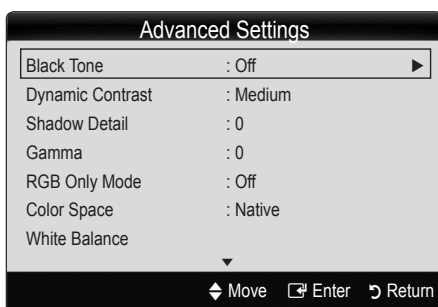 Advanced Settings
Black Tone : Off ▶
Dynamic Contrast : Medium
Shadow Detail : 0
Gamma : 0
RGB Only Mode : Off
Color Space : Native
White Balance
▼
Move Enter Return